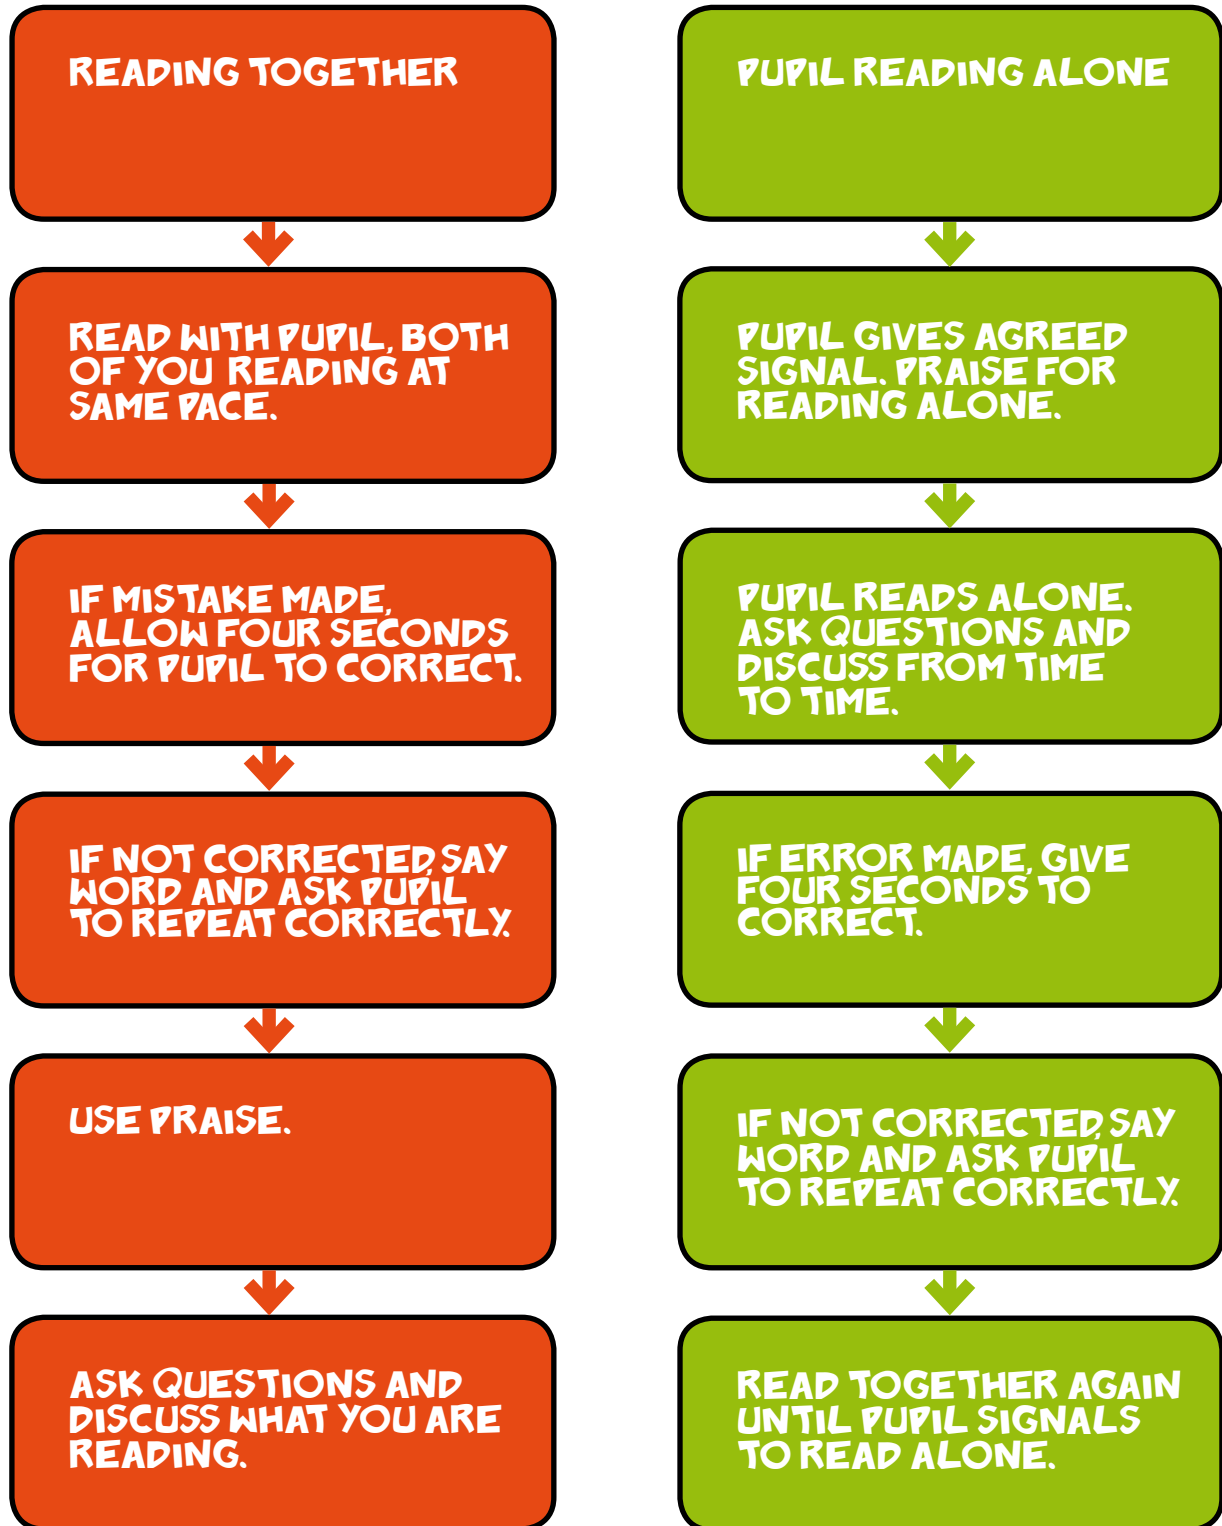 READING TOGETHER
READ WITH PUPIL, BOTH
OF YOU READING AT
SAME PACE.
IF MISTAKE MADE,
ALLOW FOUR SECONDS
FOR PUPIL TO CORRECT.
IF NOT CORRECTED, SAY
WORD AND ASK PUPIL
TO REPEAT CORRECTLY.
USE PRAISE.
ASK QUESTIONS AND
DISCUSS WHAT YOU ARE
READING.
PUPIL READING ALONE
PUPIL GIVES AGREED
SIGNAL. PRAISE FOR
READING ALONE.
PUPIL READS ALONE.
ASK QUESTIONS AND
DISCUSS FROM TIME
TO TIME.
IF ERROR MADE, GIVE
FOUR SECONDS TO
CORRECT.
IF NOT CORRECTED, SAY
WORD AND ASK PUPIL
TO REPEAT CORRECTLY.
READ TOGETHER AGAIN
UNTIL PUPIL SIGNALS
TO READ ALONE.